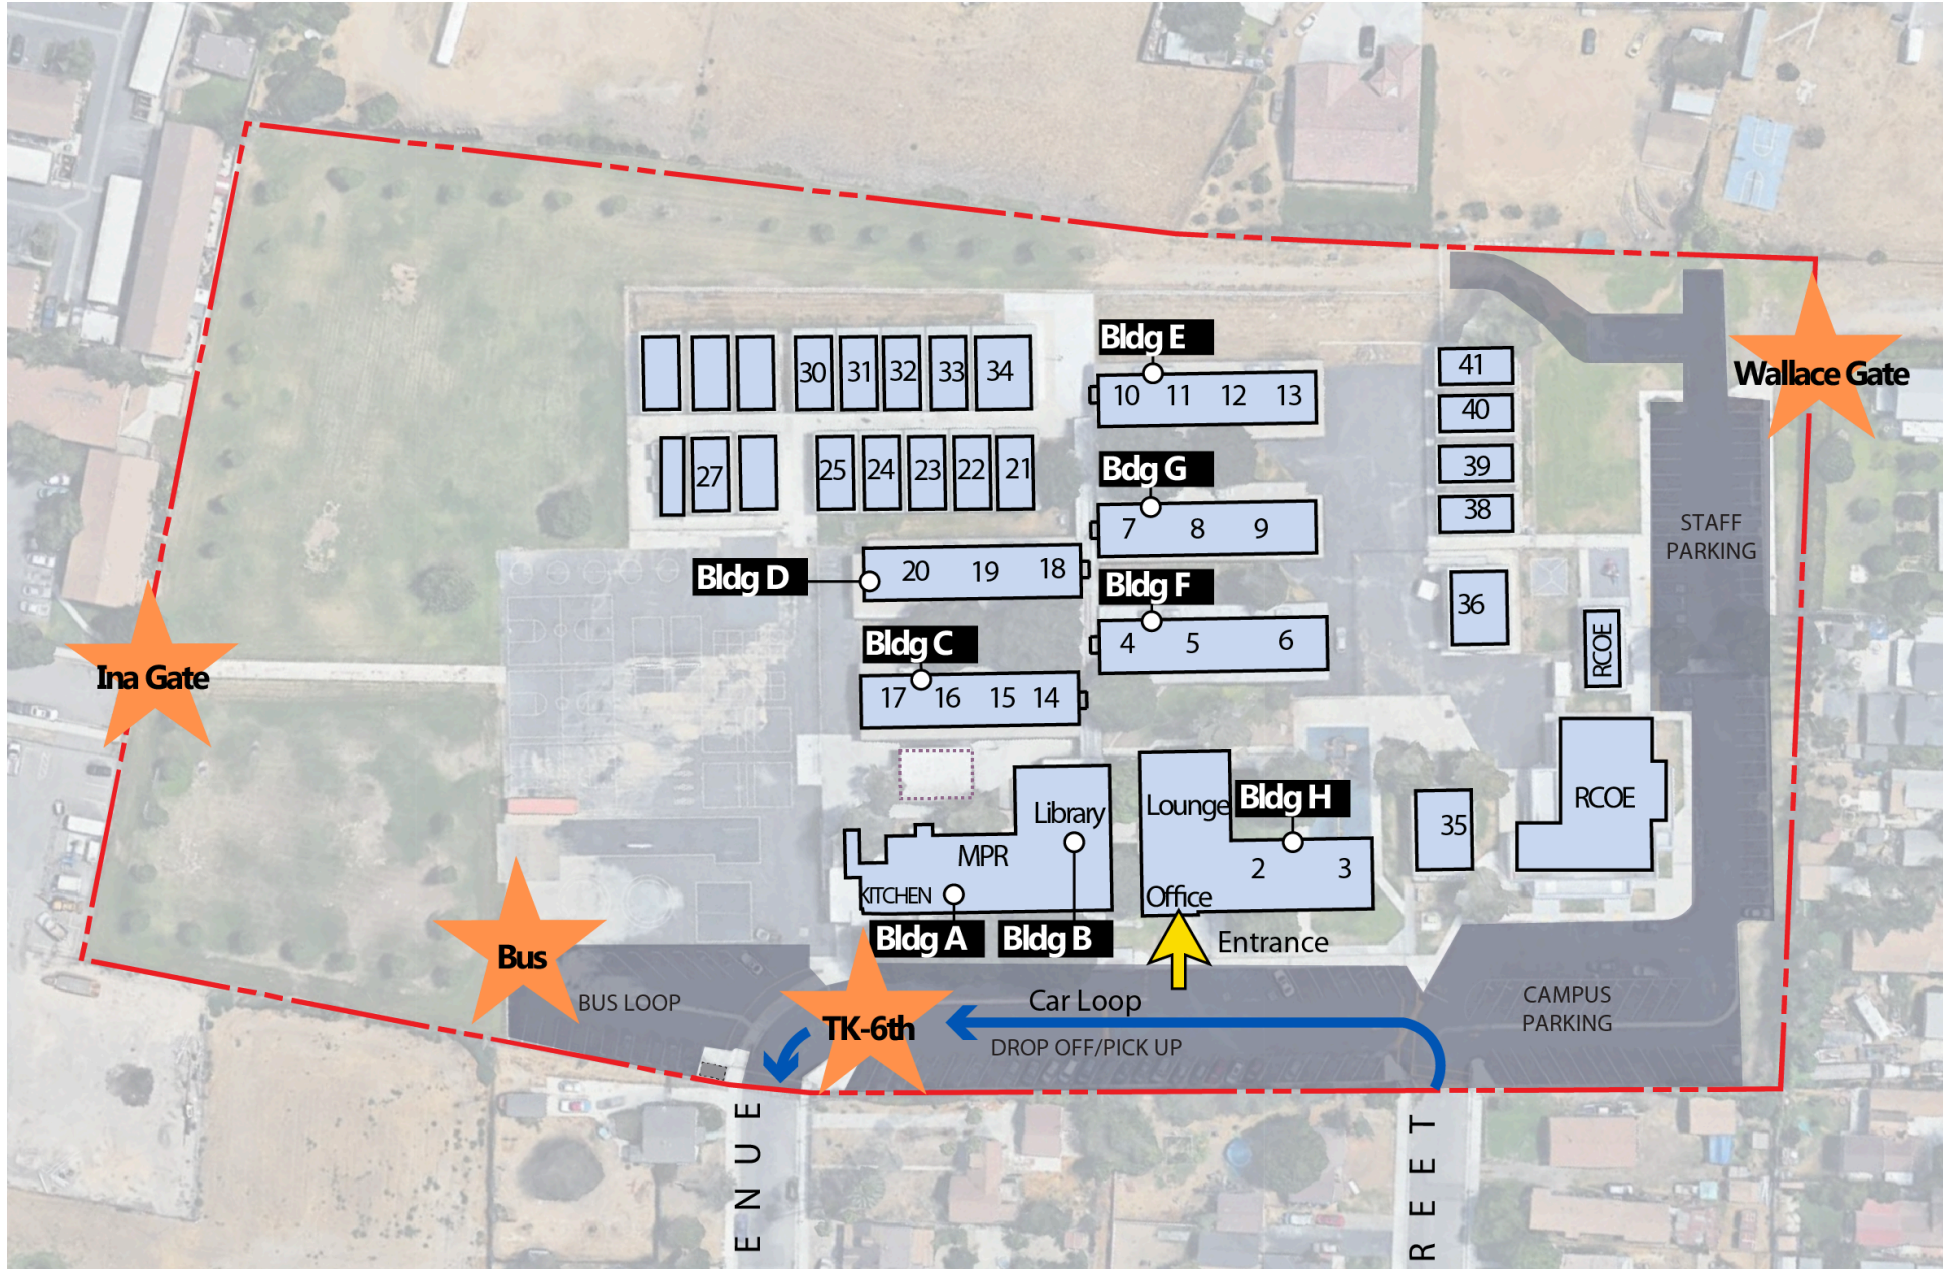 Bldg E
Wallace Gate
30 31 32 33 34
10 11 12 13
41
40
39
38
27
25 24 23 22 21
Bdg G
7 8 9
STAFF
PARKING
Bldg D
20 19 18
Bldg F
4 5 6
36
RCOE
Ina Gate
Bldg C
17 16 15 14
Library
MPR
KITCHEN
Lounge
Bldg H
2 3
Office
35
RCOE
Bldg A
Bldg B
Entrance
Bus
BUS LOOP
TK-6th
Car Loop
DROP OFF/PICK UP
CAMPUS
PARKING
ENUE
REET